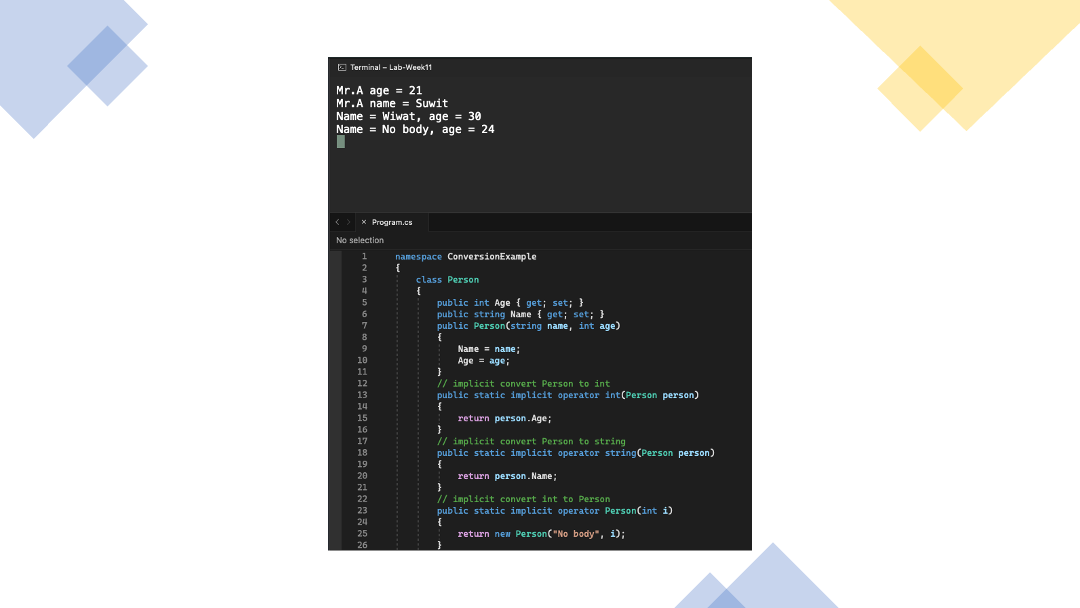 Terminal – Lab-Week11
Mr.A age = 21
Mr.A name = Suwit
Name = Wiwat, age = 30
Name = No body, age = 24
< > × Program.cs
No selection
1 namespace ConversionExample
2 {
3 class Person
4 {
5 public int Age { get; set; }
6 public string Name { get; set; }
7 public Person(string name, int age)
8 {
9 Name = name;
10 Age = age;
11 }
12 // implicit convert Person to int
13 public static implicit operator int(Person person)
14 {
15 return person.Age;
16 }
17 // implicit convert Person to string
18 public static implicit operator string(Person person)
19 {
20 return person.Name;
21 }
22 // implicit convert int to Person
23 public static implicit operator Person(int i)
24 {
25 return new Person("No body", i);
26 }